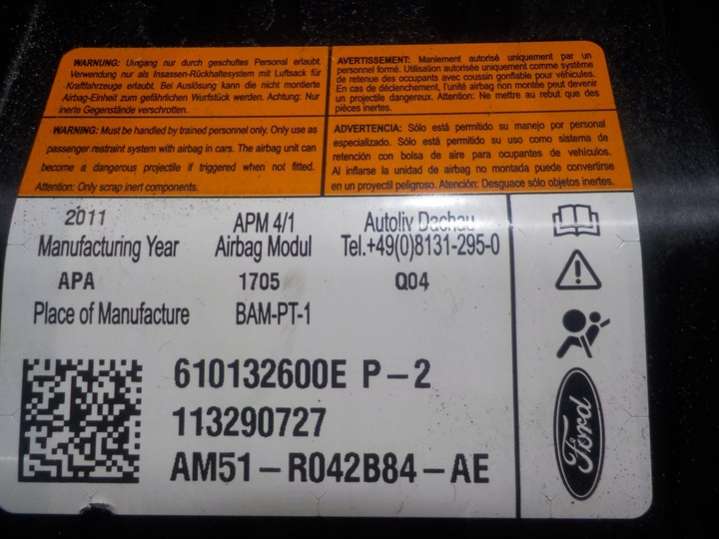 WARNUNG: Umgang nur durch geschultes Personal erlaubt
Verwendung nur als Insassen-Rückhaltesystem mit Luftsack für
Kraftfahrzeuge erlaubt. Bei Auslösung kann die nicht montierte
Airbag-Einheit zum gefährlichen Wurfstück werden. Achtung: Nur
inerte Gegenstände verschrotten.
AVERTISSEMENT: Maniement autorisé uniquement par un
personnel formé. Utilisation autorisée uniquement comme système
de retenue des occupants avec coussin gonflable pour véhicules.
En cas de déclenchement, l'unité airbag non montée peut devenir
un projectile dangereux. Attention: Ne mettre au rebut que des
pièces inertes.
WARNING: Must be handled by trained personnel only. Only use as
passenger restraint system with airbag in cars. The airbag unit can
become a dangerous projectile if triggered when not fitted.
Attention: Only scrap inert components.
ADVERTENCIA: Sólo está permitido su manejo por personal
especializado. Sólo está permitido su uso como sistema de
retención con bolsa de aire para ocupantes de vehículos.
Al inflarse la unidad de airbag no montada puede convertirse
en un proyectil peligroso. Atención: Desguace sólo objetos inertes.
2011 APM 4/1 Autoliv Dachau
Manufacturing Year Airbag Modul Tel.+49(0)8131-295-0
APA 1705 Q04
Place of Manufacture BAM-PT-1
610132600E P-2
113290727
AM51-R042B84-AE
Ford